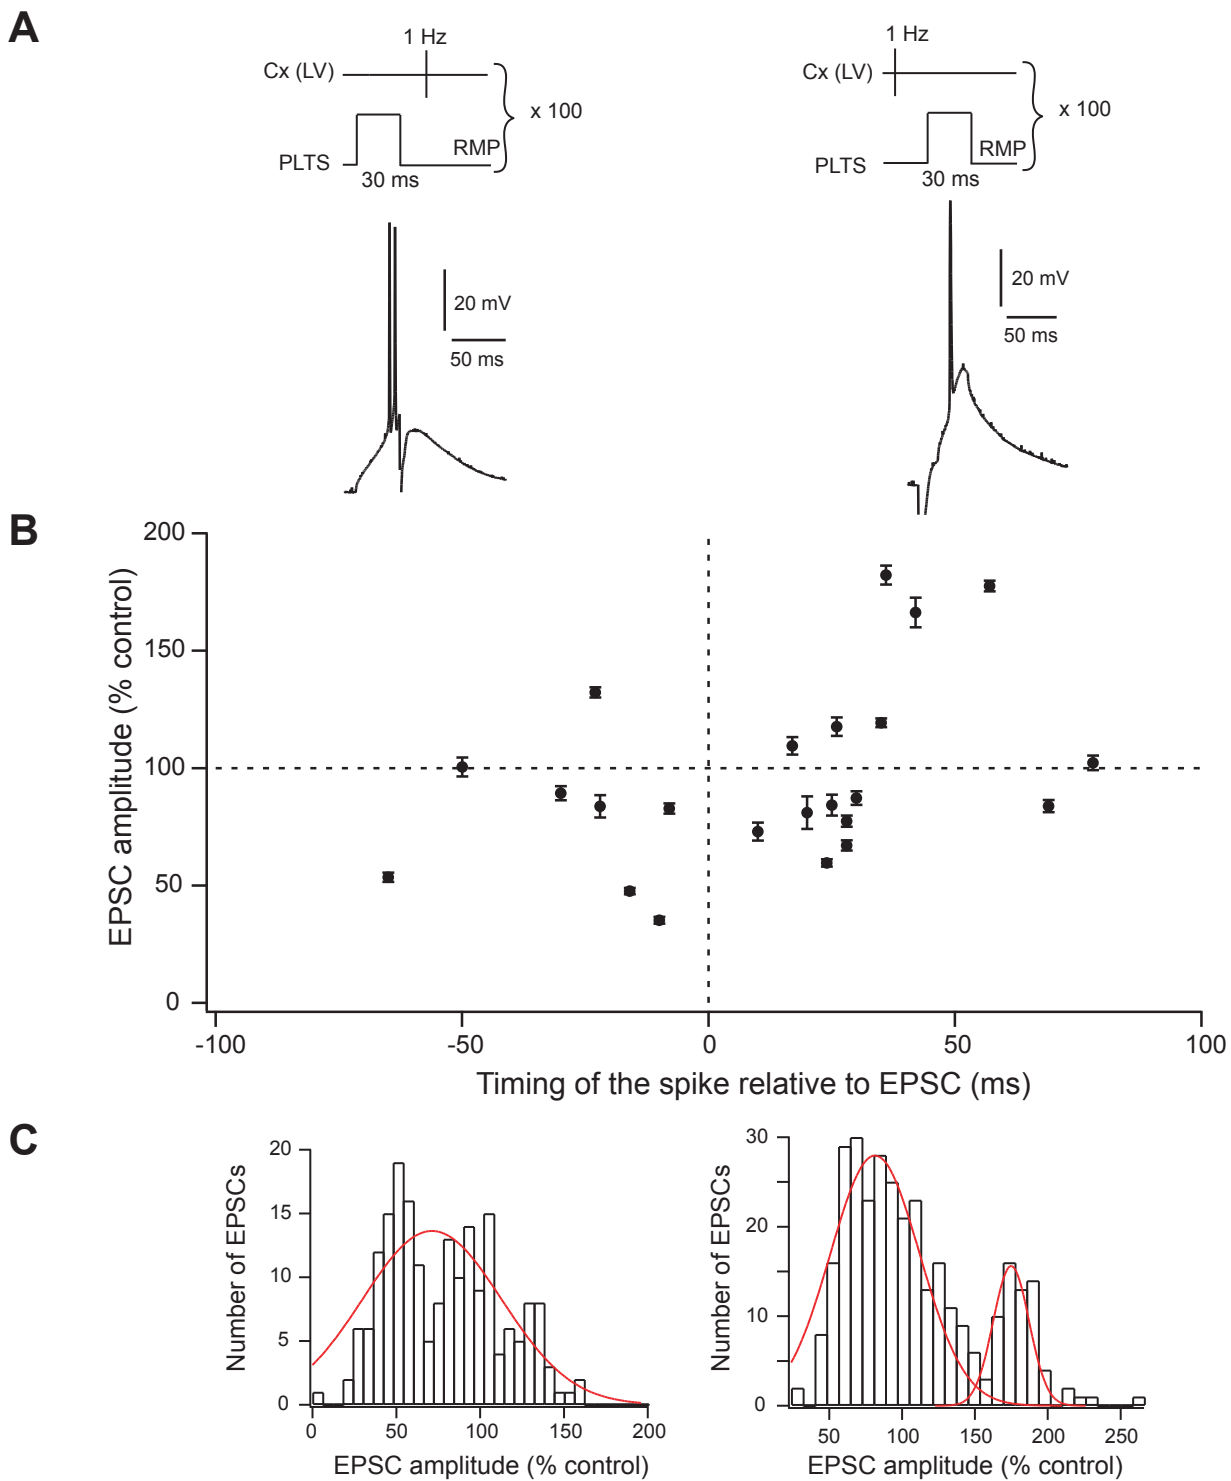 A
1 Hz
Cx (LV)
x 100
PLTS
RMP
30 ms
20 mV
50 ms
1 Hz
Cx (LV)
x 100
PLTS
RMP
30 ms
20 mV
50 ms
B
EPSC amplitude (% control)
200
150
100
50
0
-100
-50
0
50
100
Timing of the spike relative to EPSC (ms)
C
Number of EPSCs
20
15
10
5
0
0
50
100
150
200
EPSC amplitude (% control)
Number of EPSCs
30
20
10
0
50
100
150
200
250
EPSC amplitude (% control)